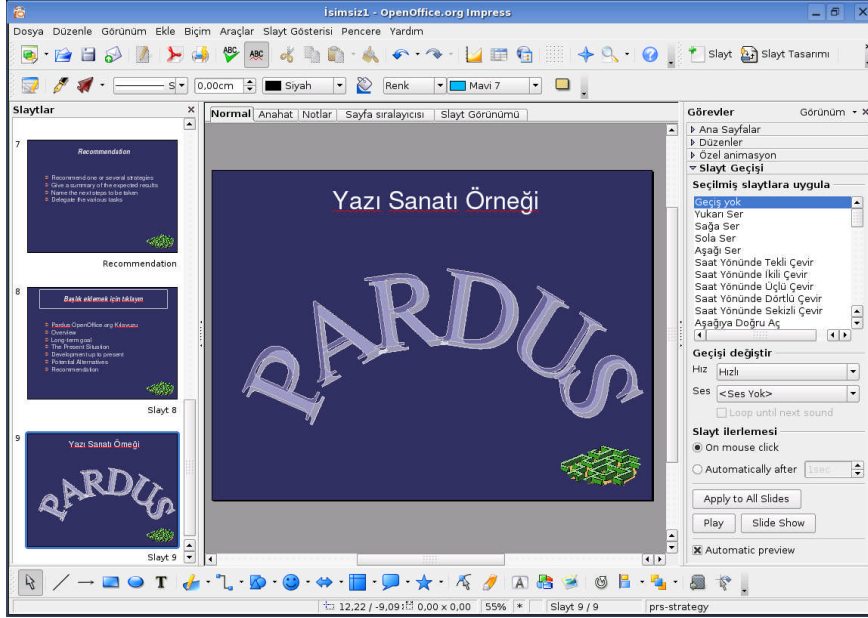 İsimsiz1 - OpenOffice.org Impress
Dosya Düzenle Görünüm Ekle Biçim Araçlar Slayt Gösterisi Pencere Yardım
Slayt Slayt Tasarımı
0,00cm Siyah Renk Mavi 7
Slaytlar
7
Recommendation
Recommend one or several strategies
Give a summary of the expected results
Name the next steps to be taken
Delegate the various tasks
Recommendation
8
Başlık eklemek için tıklayın
Pardus OpenOffice.org Kılavuzu
Overview
Long-term goal
The Present Situation
Development up to present
Potential Alternatives
Recommendation
Slayt 8
9
Yazı Sanatı Örneği
PARDUS
Slayt 9
Normal Anahat Notlar Sayfa sıralayıcısı Slayt Görünümü
Yazı Sanatı Örneği
PARDUS
Görevler Görünüm
Ana Sayfalar
Düzenler
Özel animasyon
Slayt Geçişi
Seçilmiş slaytlara uygula
Geçiş yok
Yukarı Ser
Sağa Ser
Sola Ser
Aşağı Ser
Saat Yönünde Tekli Çevir
Saat Yönünde İkili Çevir
Saat Yönünde Üçlü Çevir
Saat Yönünde Dörtlü Çevir
Saat Yönünde Sekizli Çevir
Aşağıya Doğru Aç
Geçişi değiştir
Hız Hızlı
Ses <Ses Yok>
Loop until next sound
Slayt ilerlemesi
On mouse click
Automatically after 1sec
Apply to All Slides
Play Slide Show
Automatic preview
12,22 / -9,09 0,00 x 0,00 55% * Slayt 9 / 9 prs-strategy